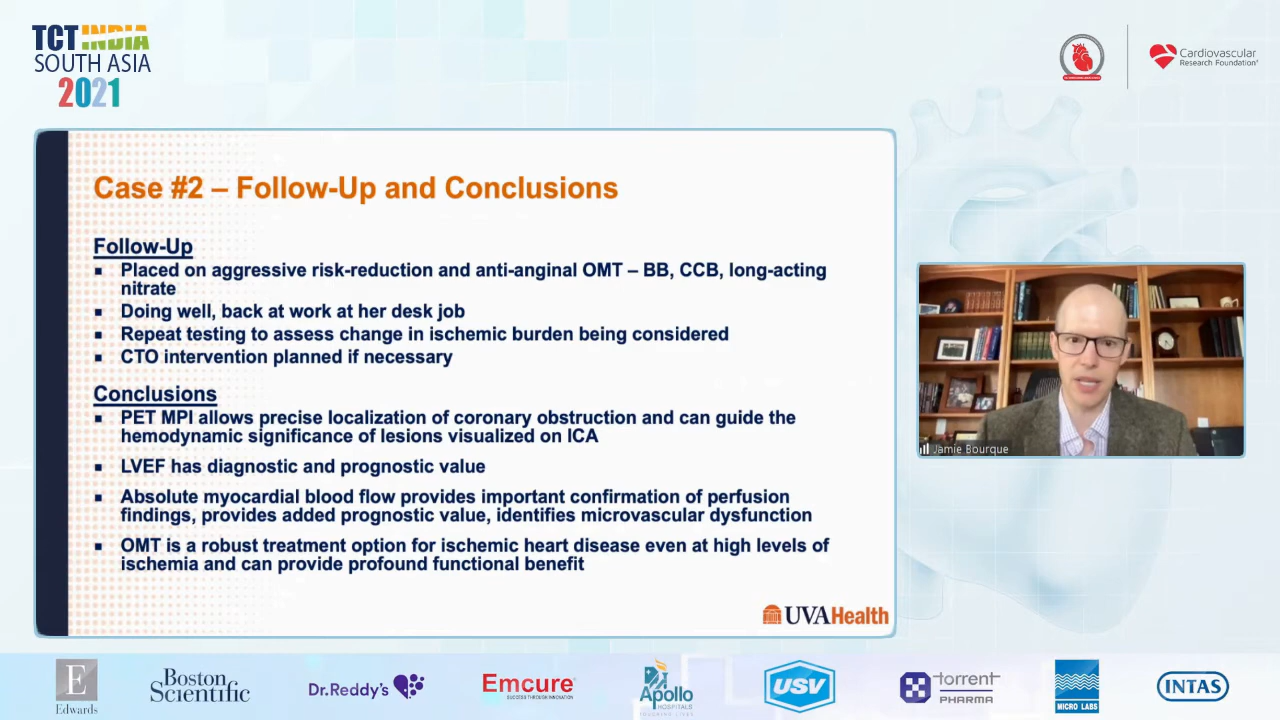 TCT INDIA
SOUTH ASIA
2021
Cardiovascular
Research Foundation
Case #2 – Follow-Up and Conclusions
Follow-Up
▪ Placed on aggressive risk-reduction and anti-anginal OMT – BB, CCB, long-acting
nitrate
▪ Doing well, back at work at her desk job
▪ Repeat testing to assess change in ischemic burden being considered
▪ CTO intervention planned if necessary
Conclusions
▪ PET MPI allows precise localization of coronary obstruction and can guide the
hemodynamic significance of lesions visualized on ICA
▪ LVEF has diagnostic and prognostic value
▪ Absolute myocardial blood flow provides important confirmation of perfusion
findings, provides added prognostic value, identifies microvascular dysfunction
▪ OMT is a robust treatment option for ischemic heart disease even at high levels of
ischemia and can provide profound functional benefit
UVAHealth
Jamie Bourque
E
Edwards
BOSTON
SCIENTIFIC
Dr.Reddy's
Emcure
SUCCESS THROUGH INNOVATION
Apollo
HOSPITALS
TOUCHING LIVES
USV
torrent
PHARMA
MICRO LABS
INTAS